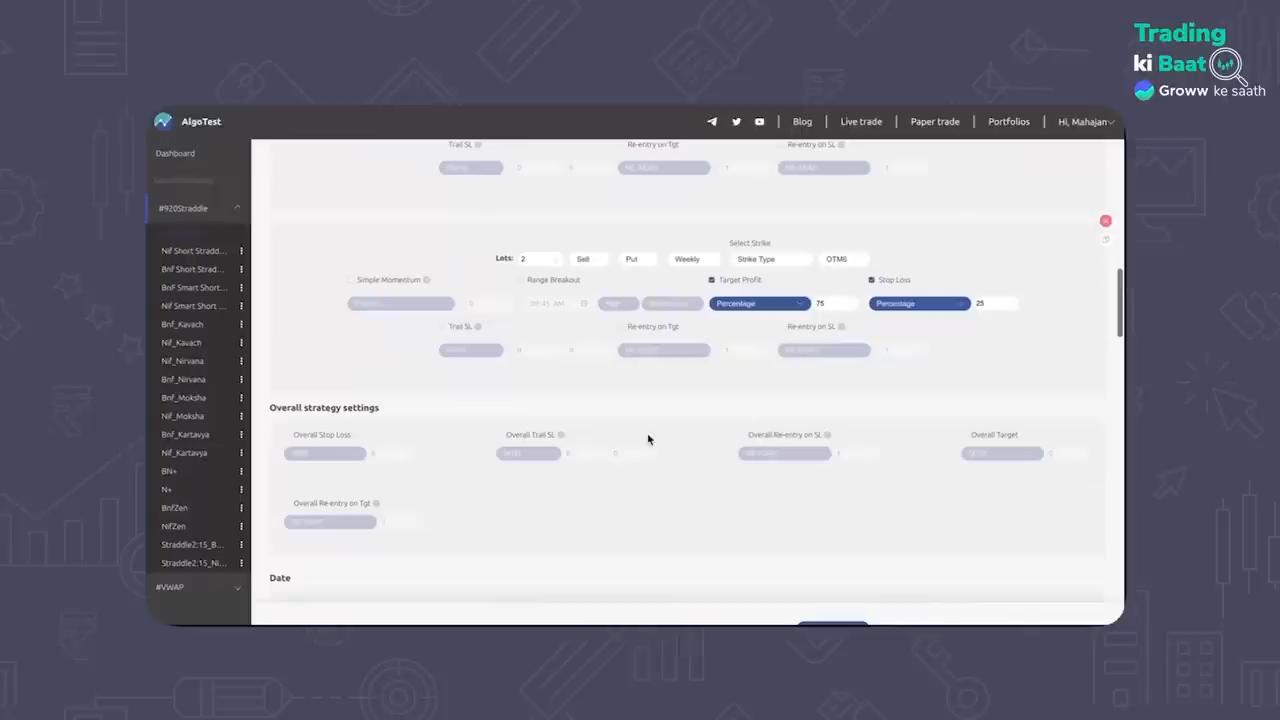 Trading
ki Baat
Groww ke saath
AlgoTest
Blog
Live trade
Paper trade
Portfolios
Hi, Mahajan
Dashboard
#920Straddle
Nif Short Stradd...
Bnf Short Strad...
BnF Smart Short...
Nif Smart Short ...
Bnf_Kavach
Nif_Kavach
Nif_Nirvana
Bnf_Nirvana
Bnf_Moksha
Nif_Moksha
Bnf_Kartavya
Nif_Kartavya
BN+
N+
BnfZen
NifZen
Straddle2:15_B...
Straddle2:15_Ni...
#VWAP
Trail SL
Re-entry on Tgt
Re-entry on SL
Select Strike
Lots: 2 Sell Put Weekly Strike Type OTM6
Simple Momentum
Range Breakout
Target Profit
Stop Loss
09:45 AM
Percentage 75
Percentage 25
Trail SL
Re-entry on Tgt
Re-entry on SL
Overall strategy settings
Overall Stop Loss
Overall Trail SL
Overall Re-entry on SL
Overall Target
Overall Re-entry on Tgt
Date